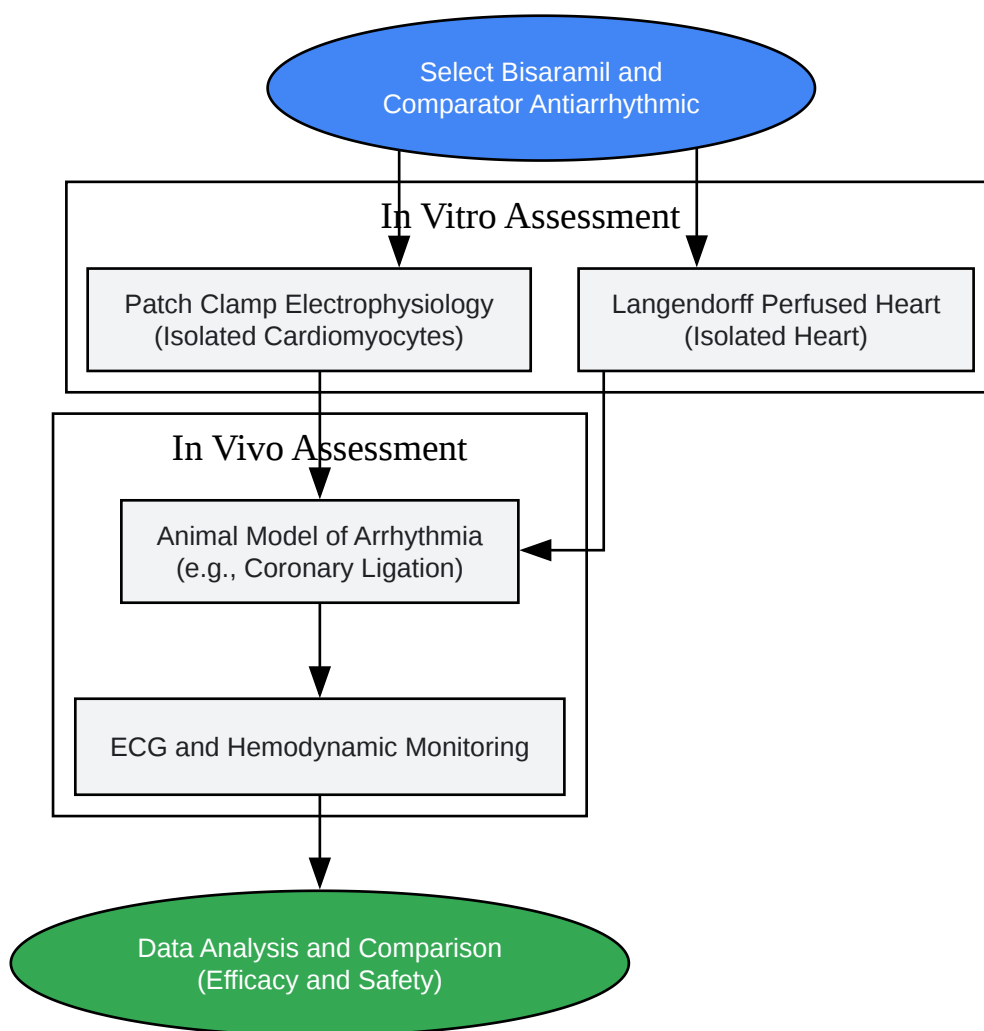 Select Bisaramil and
Comparator Antiarrhythmic
In Vitro Assessment
Patch Clamp Electrophysiology
(Isolated Cardiomyocytes)
Langendorff Perfused Heart
(Isolated Heart)
In Vivo Assessment
Animal Model of Arrhythmia
(e.g., Coronary Ligation)
ECG and Hemodynamic Monitoring
Data Analysis and Comparison
(Efficacy and Safety)